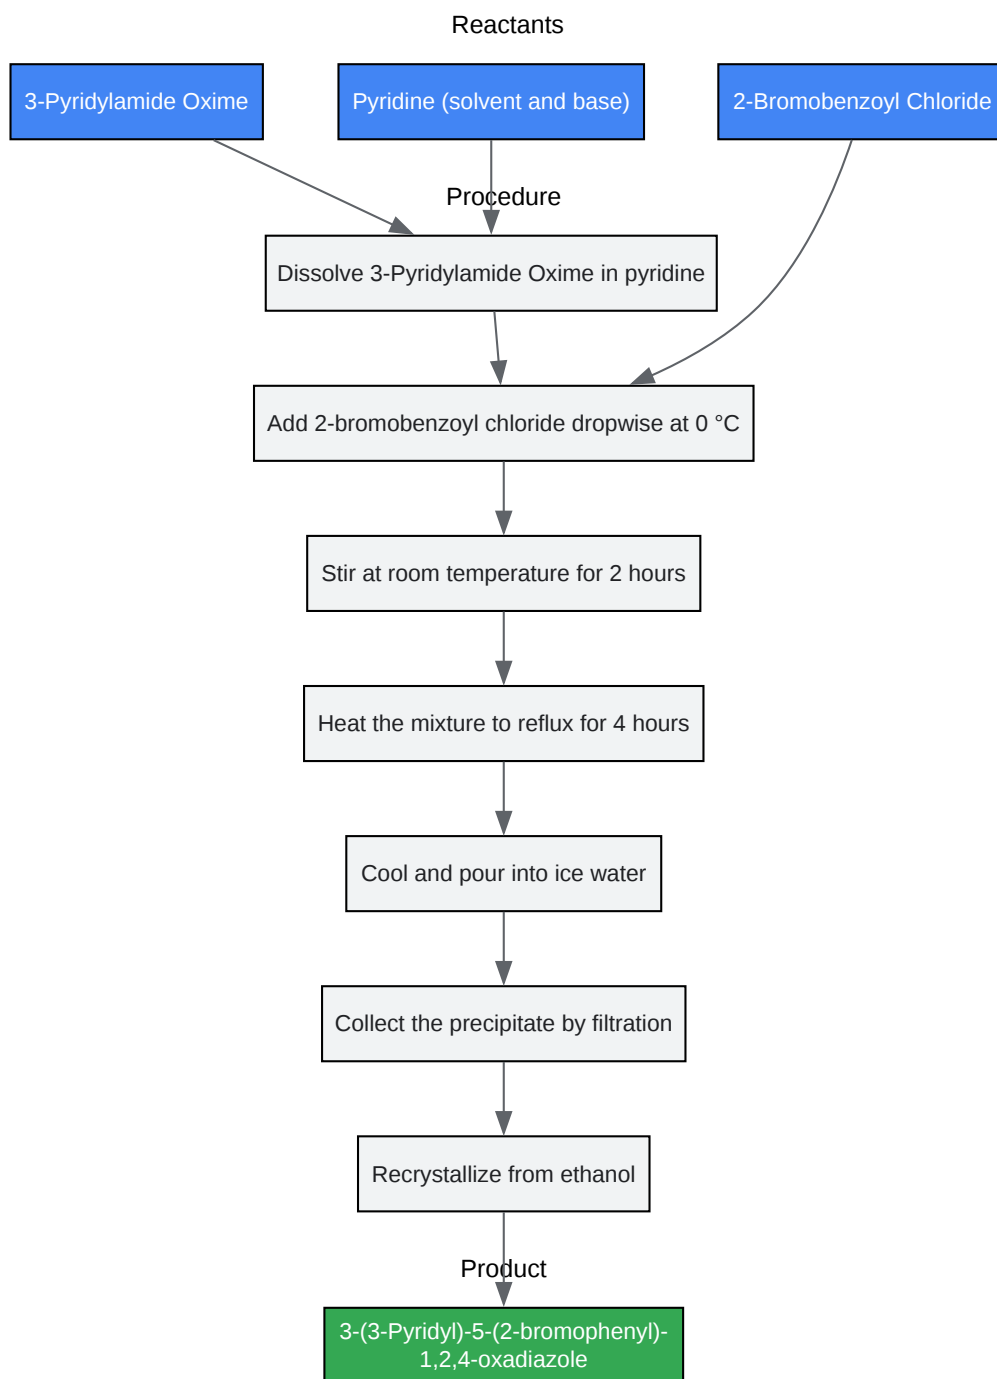 Reactants
3-Pyridylamide Oxime
Pyridine (solvent and base)
2-Bromobenzoyl Chloride
Procedure
Dissolve 3-Pyridylamide Oxime in pyridine
Add 2-bromobenzoyl chloride dropwise at 0 °C
Stir at room temperature for 2 hours
Heat the mixture to reflux for 4 hours
Cool and pour into ice water
Collect the precipitate by filtration
Recrystallize from ethanol
Product
3-(3-Pyridyl)-5-(2-bromophenyl)-
1,2,4-oxadiazole